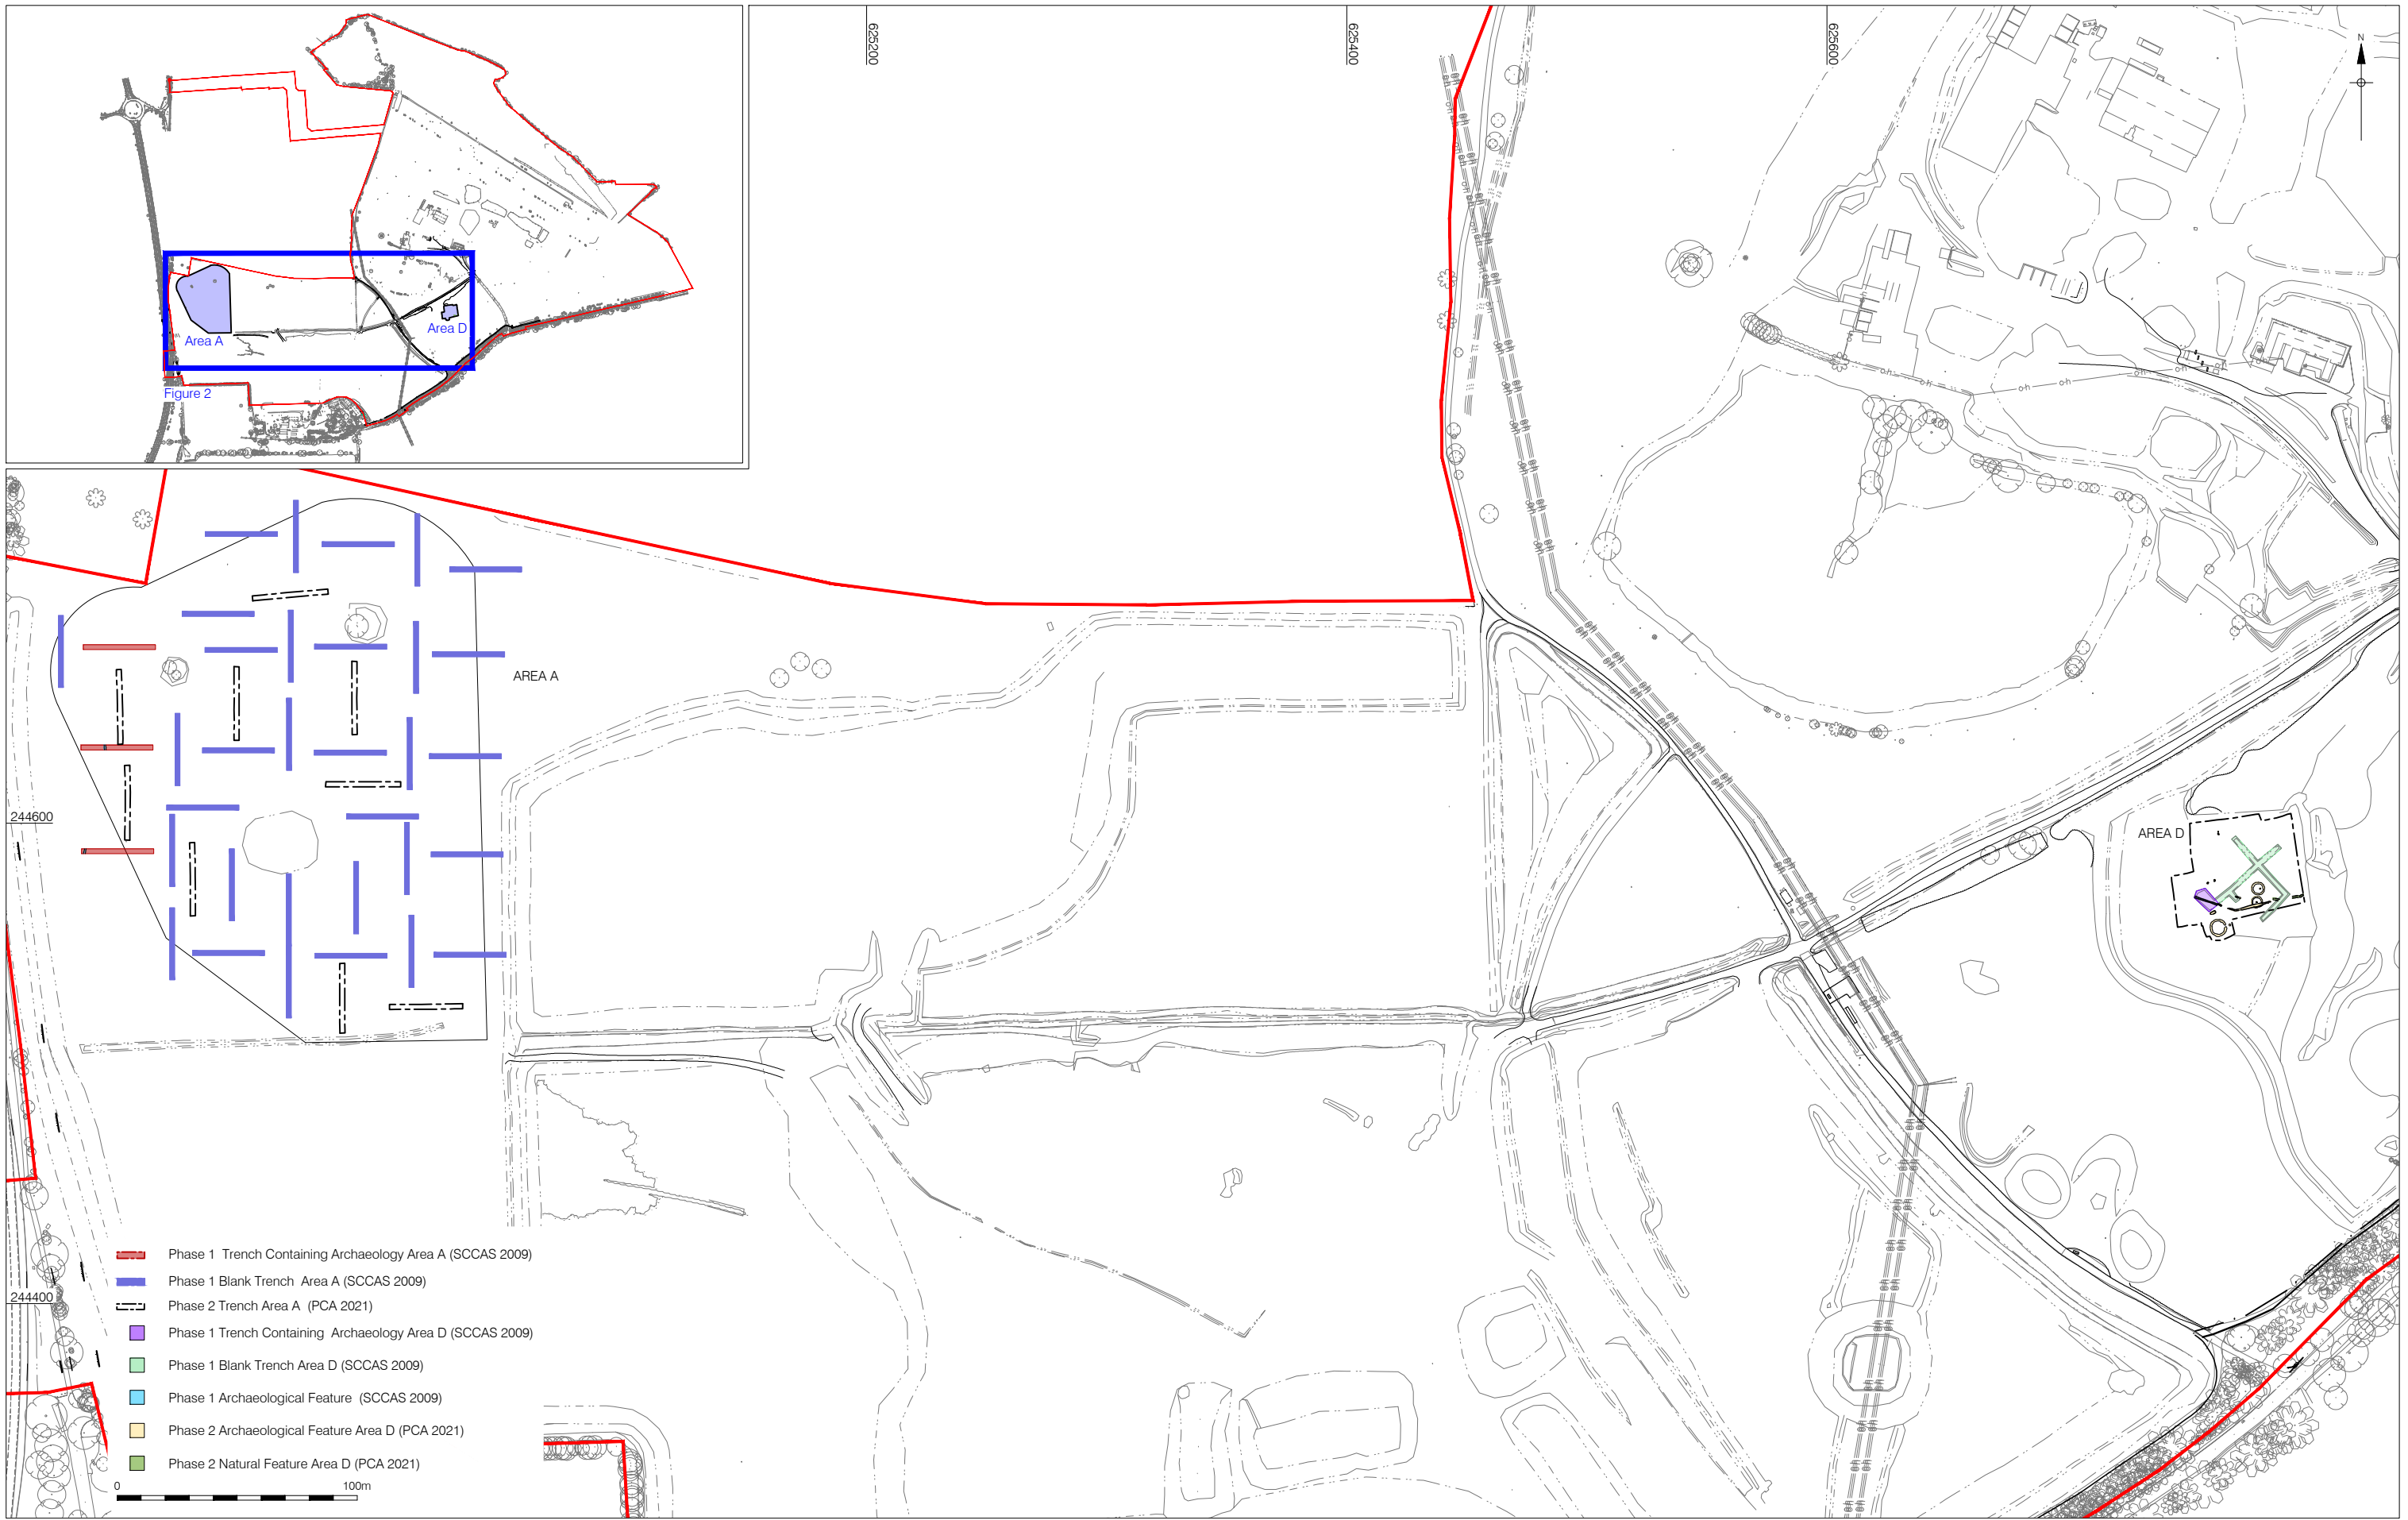 625200
625400
625600
N
Area A
Area D
Figure 2
AREA A
244600
AREA D
244400
Phase 1  Trench Containing Archaeology Area A (SCCAS 2009)
Phase 1 Blank Trench  Area A (SCCAS 2009)
Phase 2 Trench Area A  (PCA 2021)
Phase 1 Trench Containing  Archaeology Area D (SCCAS 2009)
Phase 1 Blank Trench Area D (SCCAS 2009)
Phase 1 Archaeological Feature  (SCCAS 2009)
Phase 2 Archaeological Feature Area D (PCA 2021)
Phase 2 Natural Feature Area D (PCA 2021)
0
100m